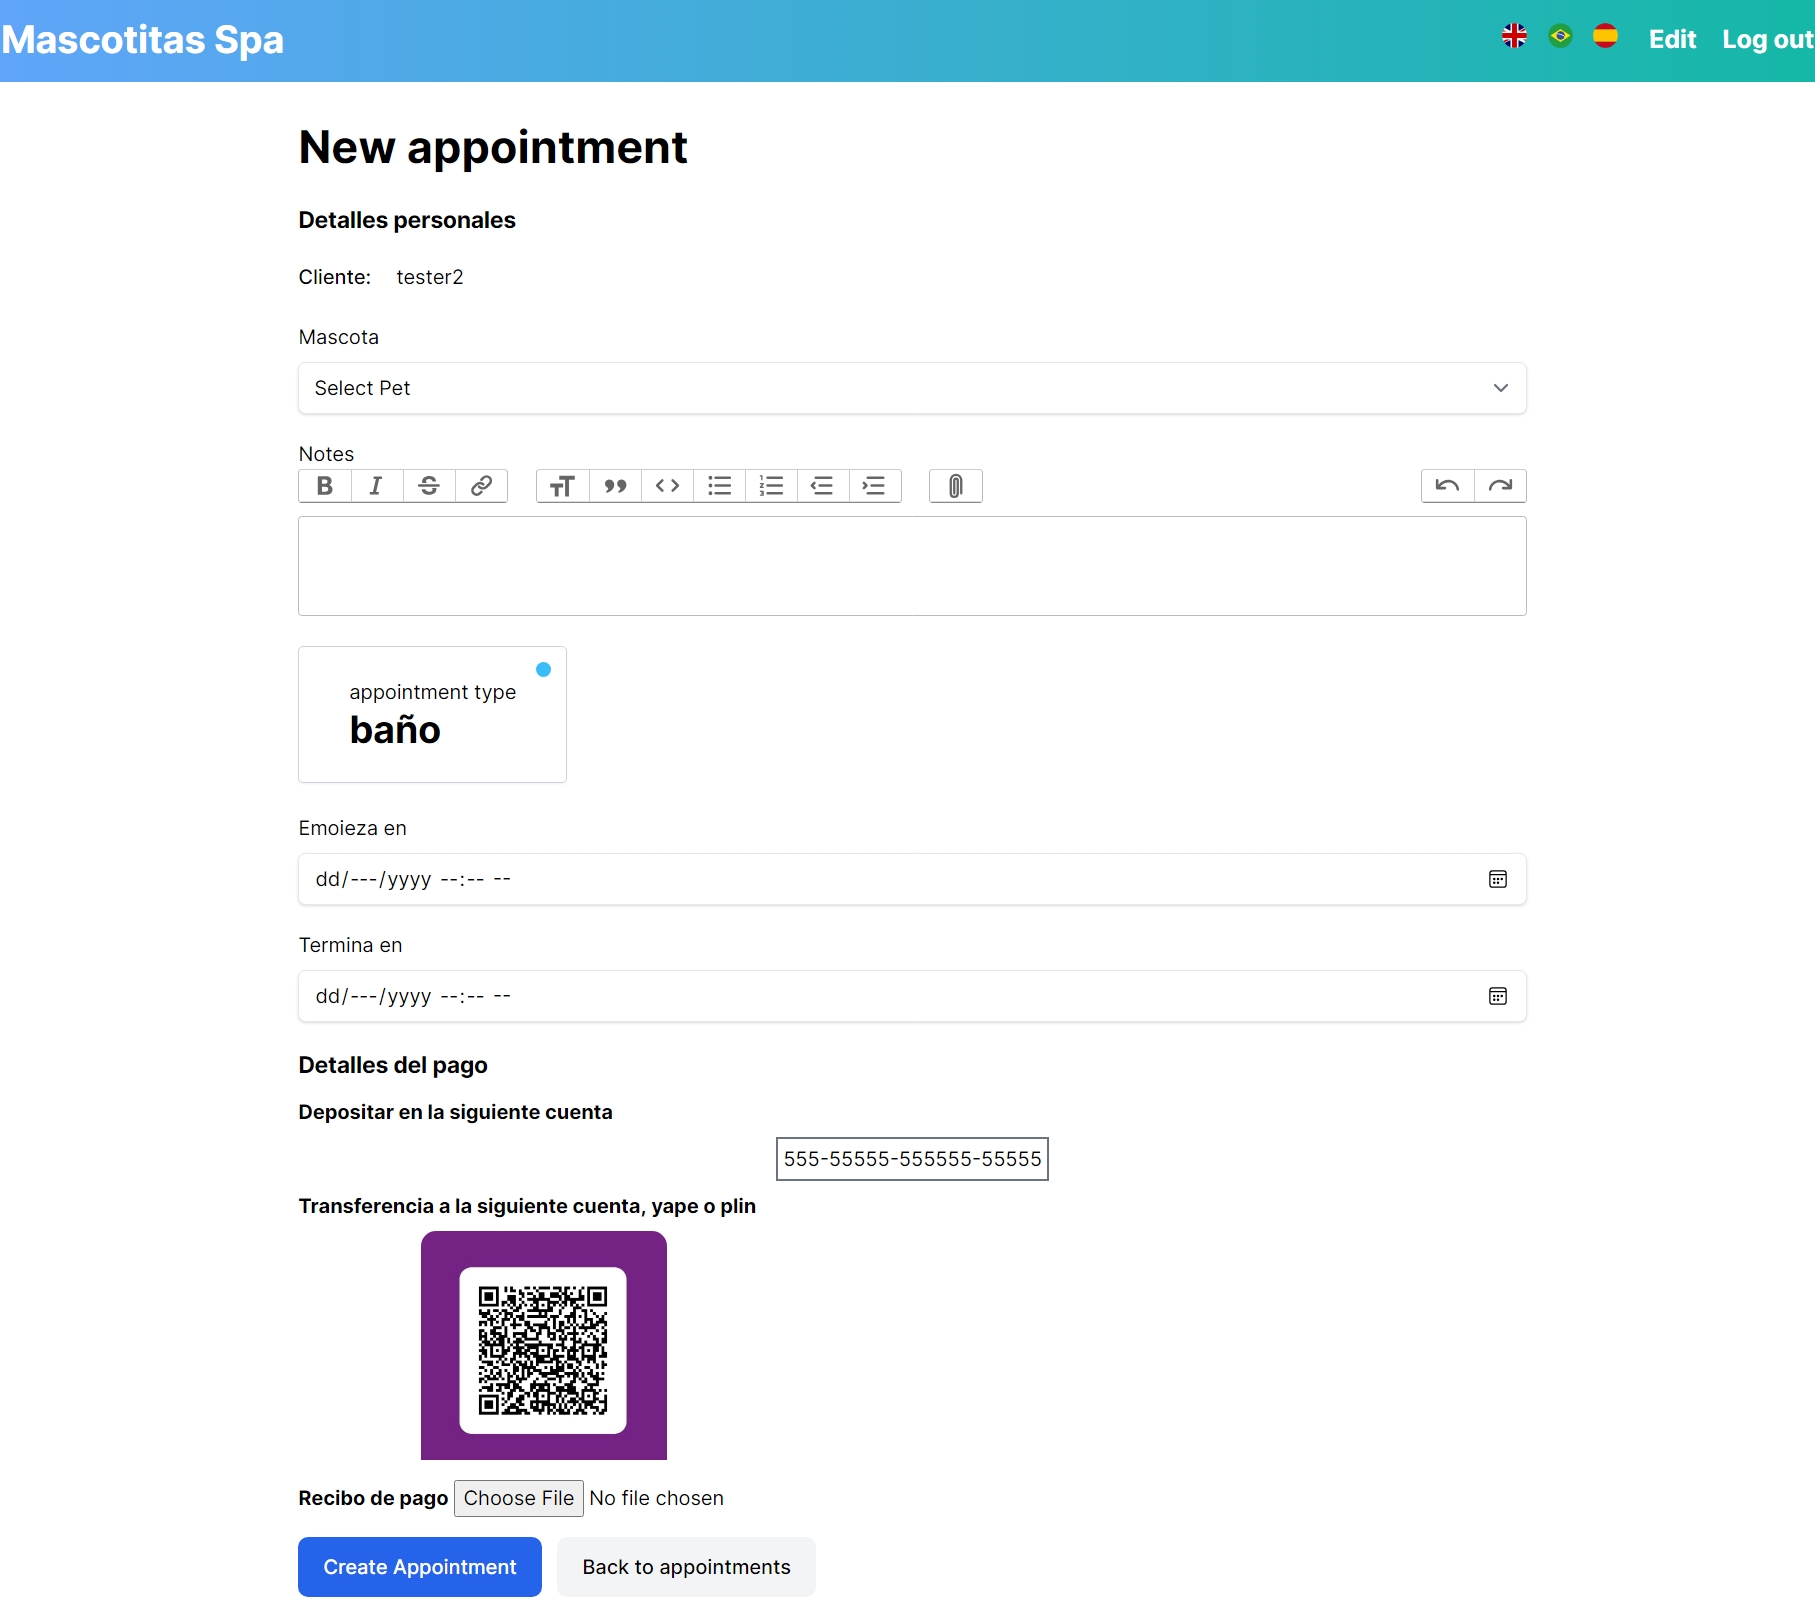 Mascotitas Spa
Edit Log out
New appointment
Detalles personales
Cliente: tester2
Mascota
Select Pet
Notes
appointment type
baño
Emoieza en
dd/---/yyyy --:-- --
Termina en
dd/---/yyyy --:-- --
Detalles del pago
Depositar en la siguiente cuenta
555-55555-555555-55555
Transferencia a la siguiente cuenta, yape o plin
Recibo de pago Choose File No file chosen
Create Appointment Back to appointments